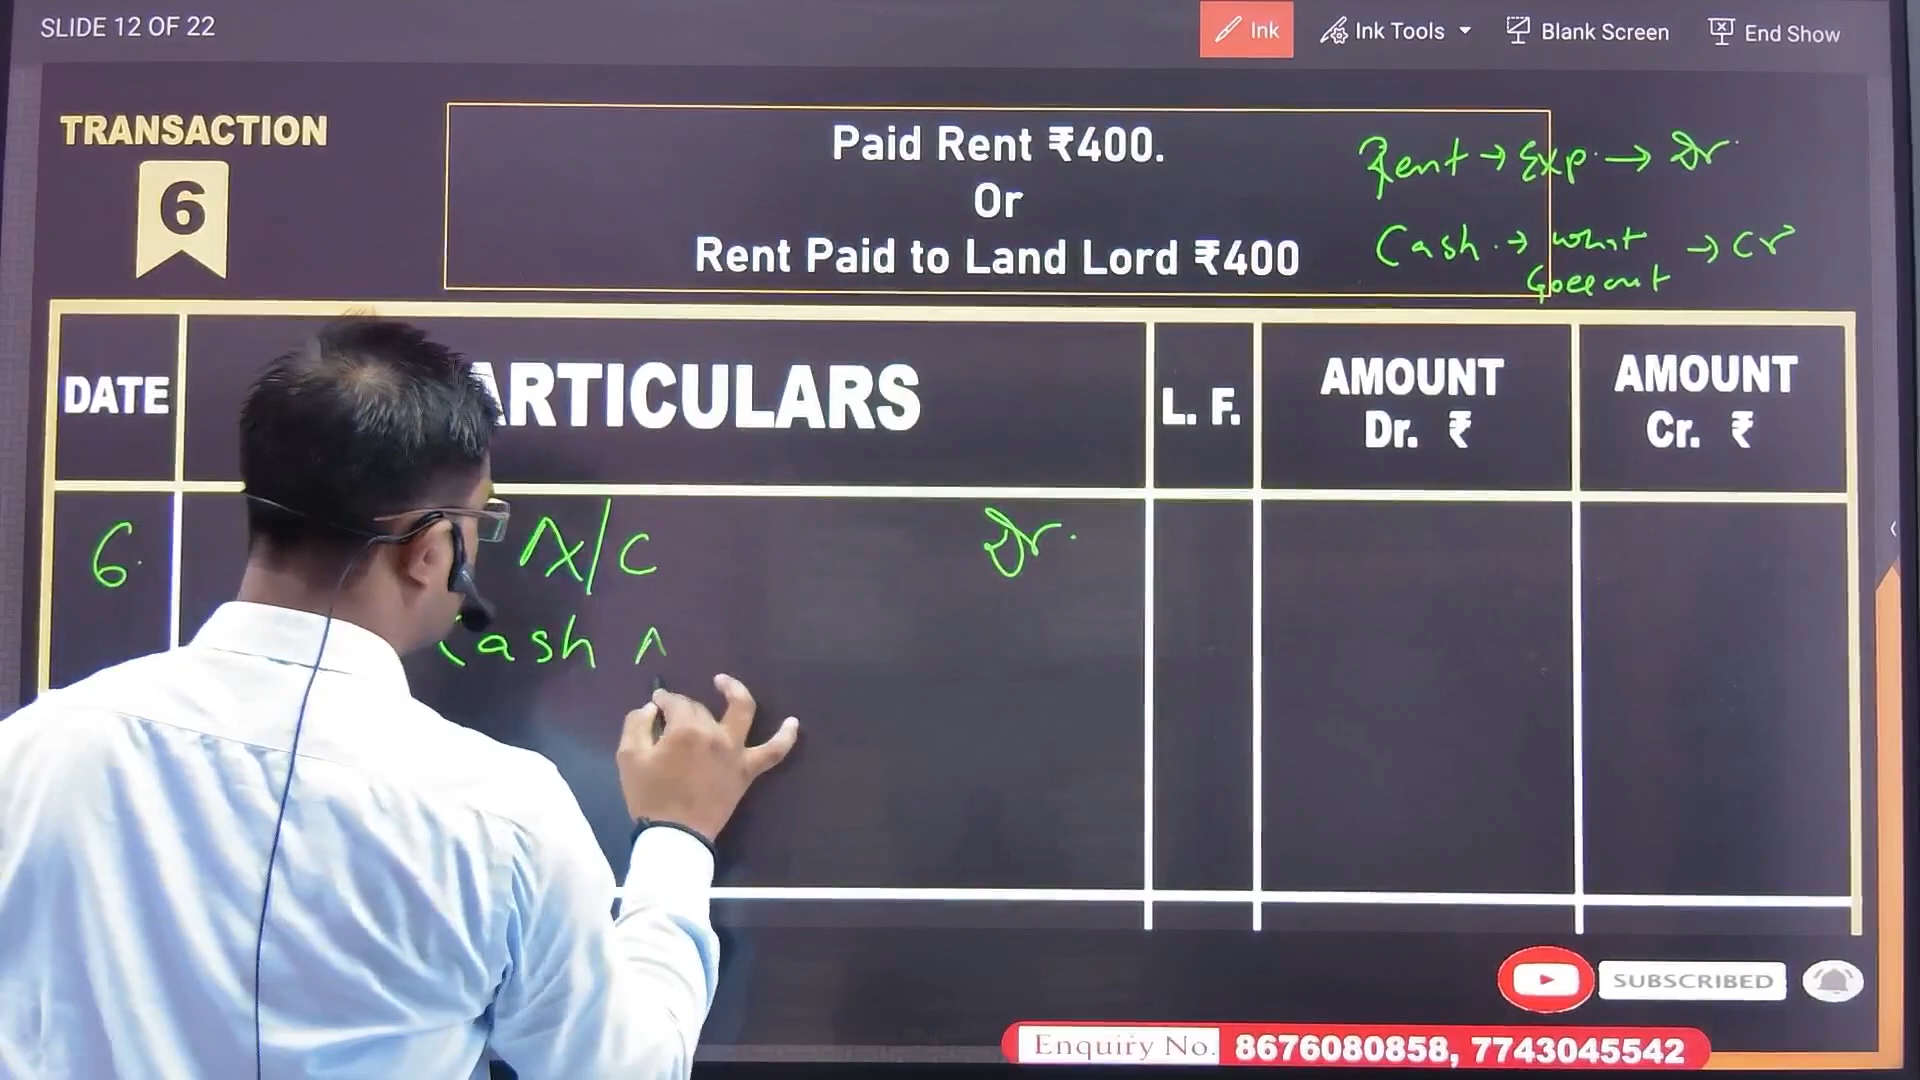 SLIDE 12 OF 22
Ink Ink Tools Blank Screen End Show
TRANSACTION
6
Paid Rent ₹400.
Or
Rent Paid to Land Lord ₹400
Rent → Exp. → Dr.
Cash. → what → Cr
Goes out
DATE ARTICULARS L. F. AMOUNT Dr. ₹ AMOUNT Cr. ₹
6. A/C Dr.
Cash A
SUBSCRIBED
Enquiry No. 8676080858, 7743045542